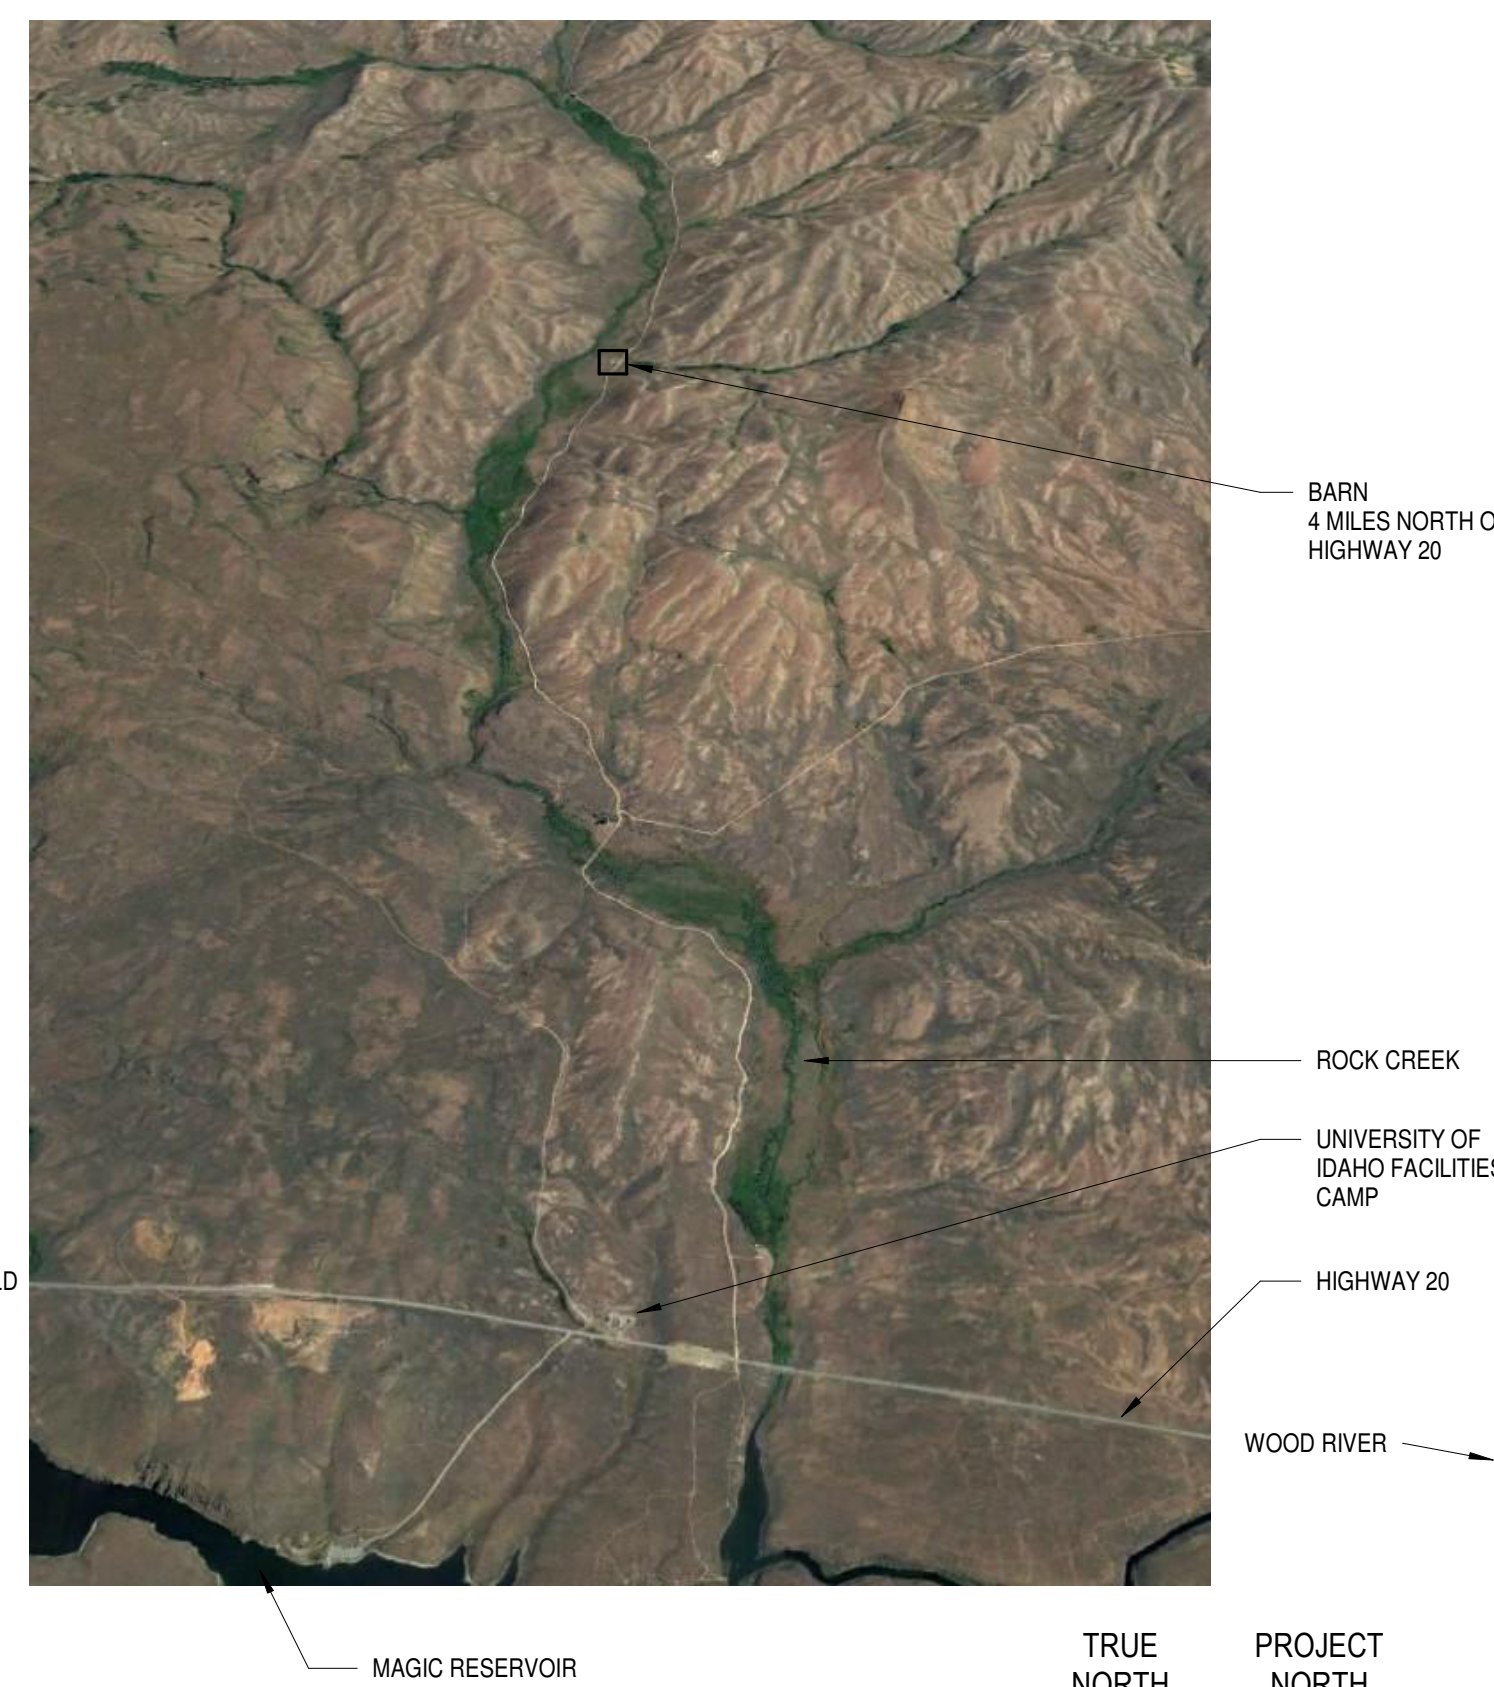 BARN
4 MILES NORTH
HIGHWAY 20
ROCK CREEK
UNIVERSITY OF
IDAHO FACILITIES
CAMP
HIGHWAY 20
WOOD RIVER
MAGIC RESERVOIR
TRUE
NORTH
PROJECT
NORTH